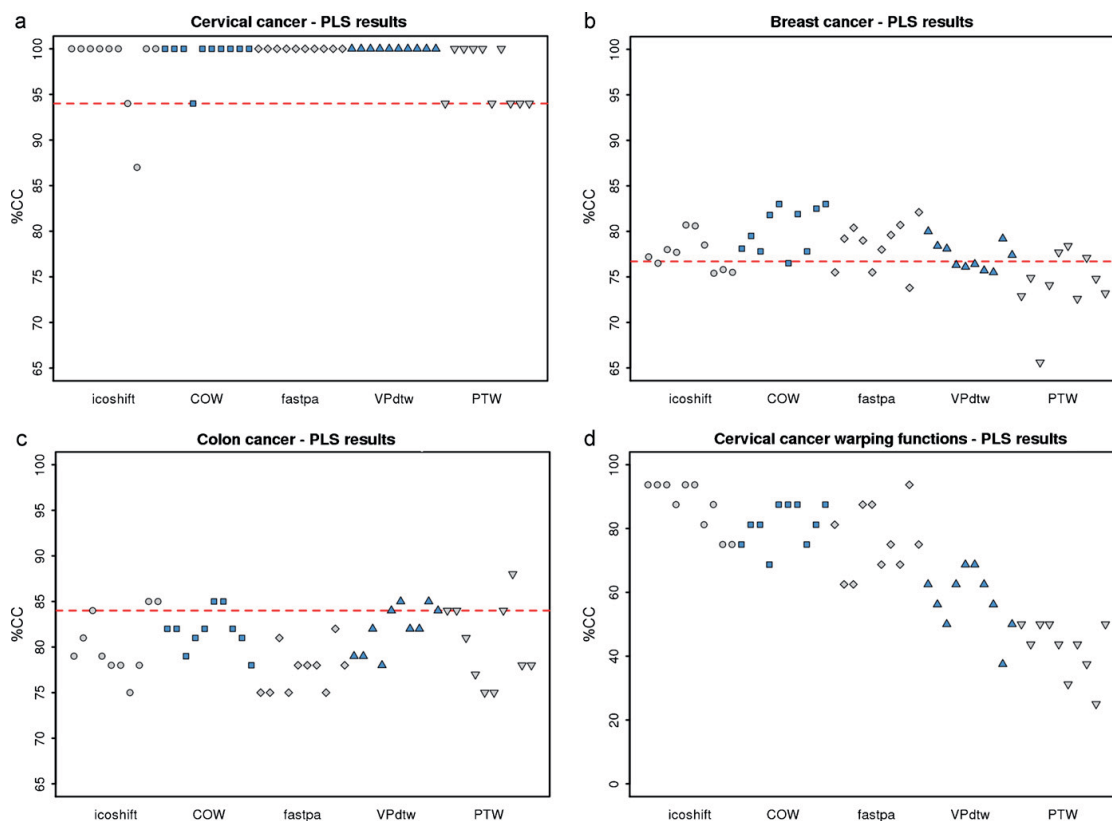 a
Cervical cancer - PLS results
%CC
100
95
90
85
80
75
70
65
icoshift COW fastpa VPdtw PTW
b
Breast cancer - PLS results
%CC
100
95
90
85
80
75
70
65
icoshift COW fastpa VPdtw PTW
c
Colon cancer - PLS results
%CC
100
95
90
85
80
75
70
65
icoshift COW fastpa VPdtw PTW
d
Cervical cancer warping functions - PLS results
%CC
100
80
60
40
20
0
icoshift COW fastpa VPdtw PTW